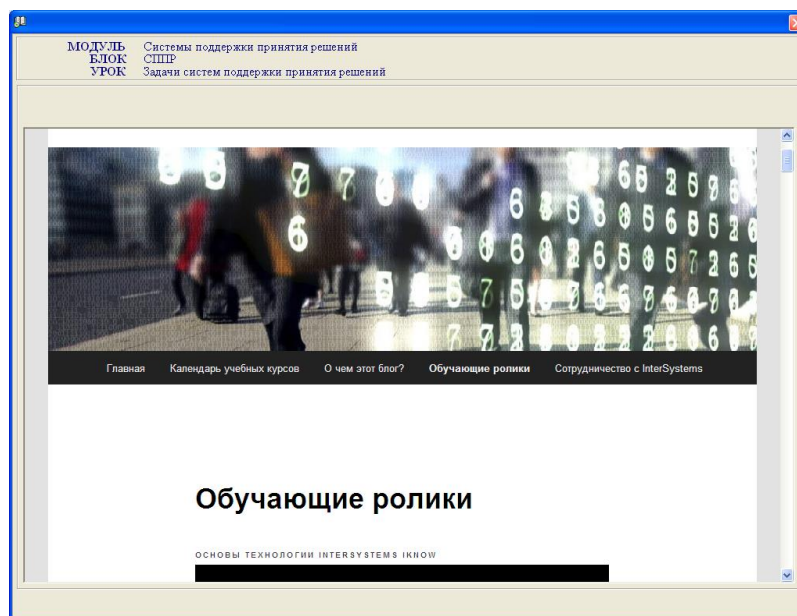 МОДУЛЬ Системы поддержки принятия решений
БЛОК СППР
УРОК Задачи систем поддержки принятия решений
Главная Календарь учебных курсов О чем этот блог? Обучающие ролики Сотрудничество с InterSystems
Обучающие ролики
ОСНОВЫ ТЕХНОЛОГИИ INTERSYSTEMS IKNOW